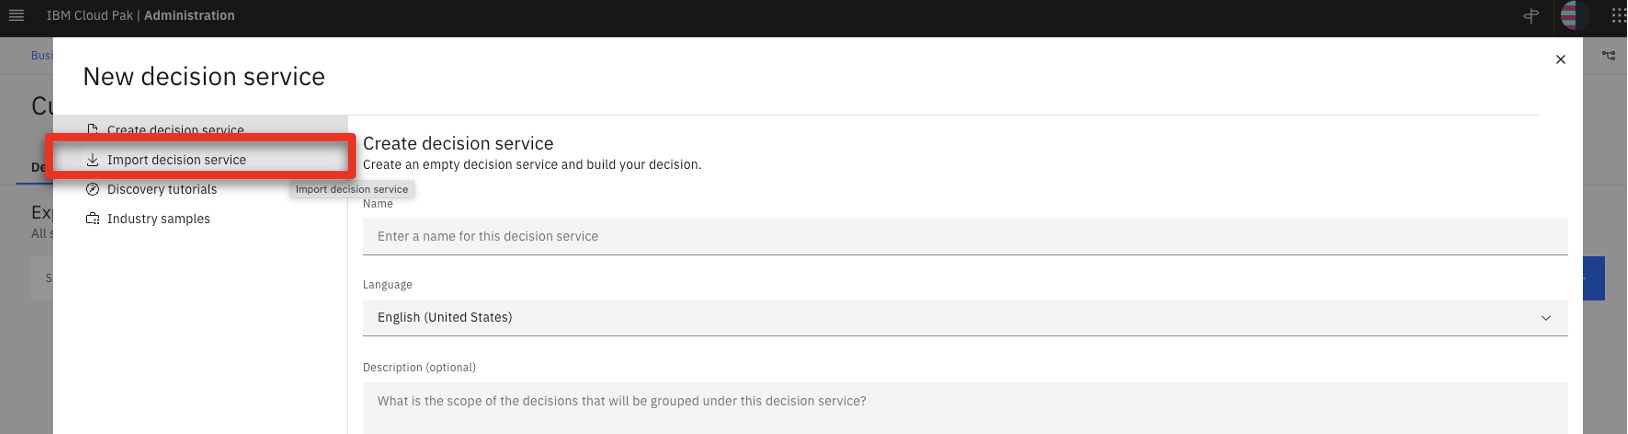 IBM Cloud Pak | Administration
Busi
New decision service
Cu
Create decision service
Import decision service
De
Discovery tutorials
Import decision service
Industry samples
Exp
All s
S
Create decision service
Create an empty decision service and build your decision.
Name
Enter a name for this decision service
Language
English (United States)
Description (optional)
What is the scope of the decisions that will be grouped under this decision service?